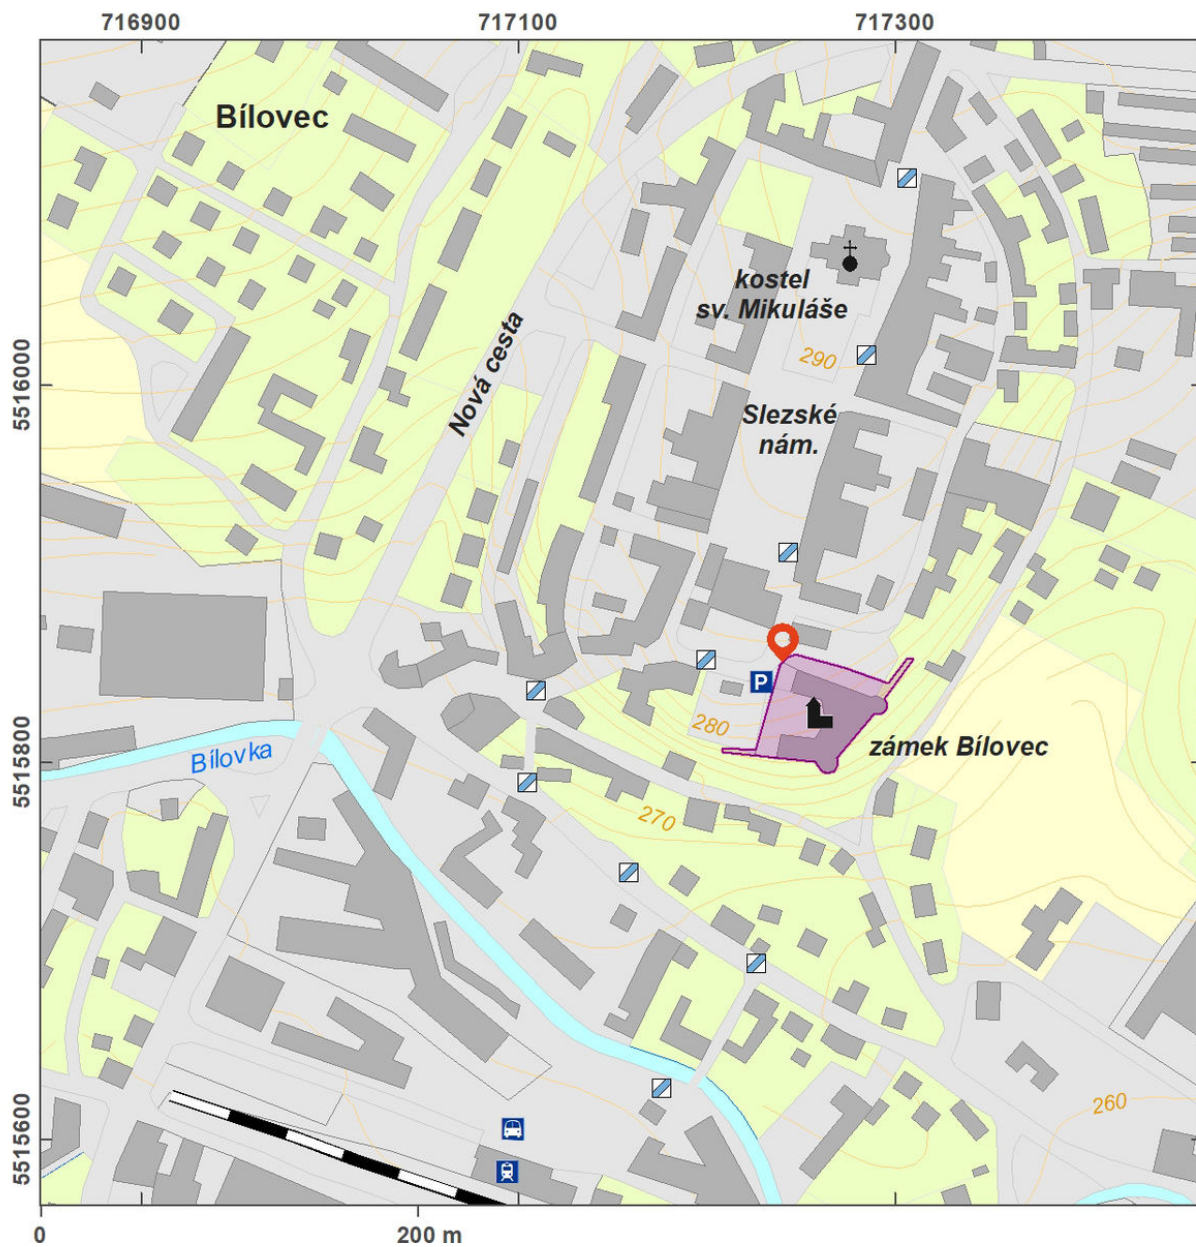 716900 717100 717300
Bílovec
kostel
sv. Mikuláše
Nová cesta
290
5516000
Slezské
nám.
P
280
zámek Bílovec
Bílovka
5515800
270
260
5515600
0 200 m